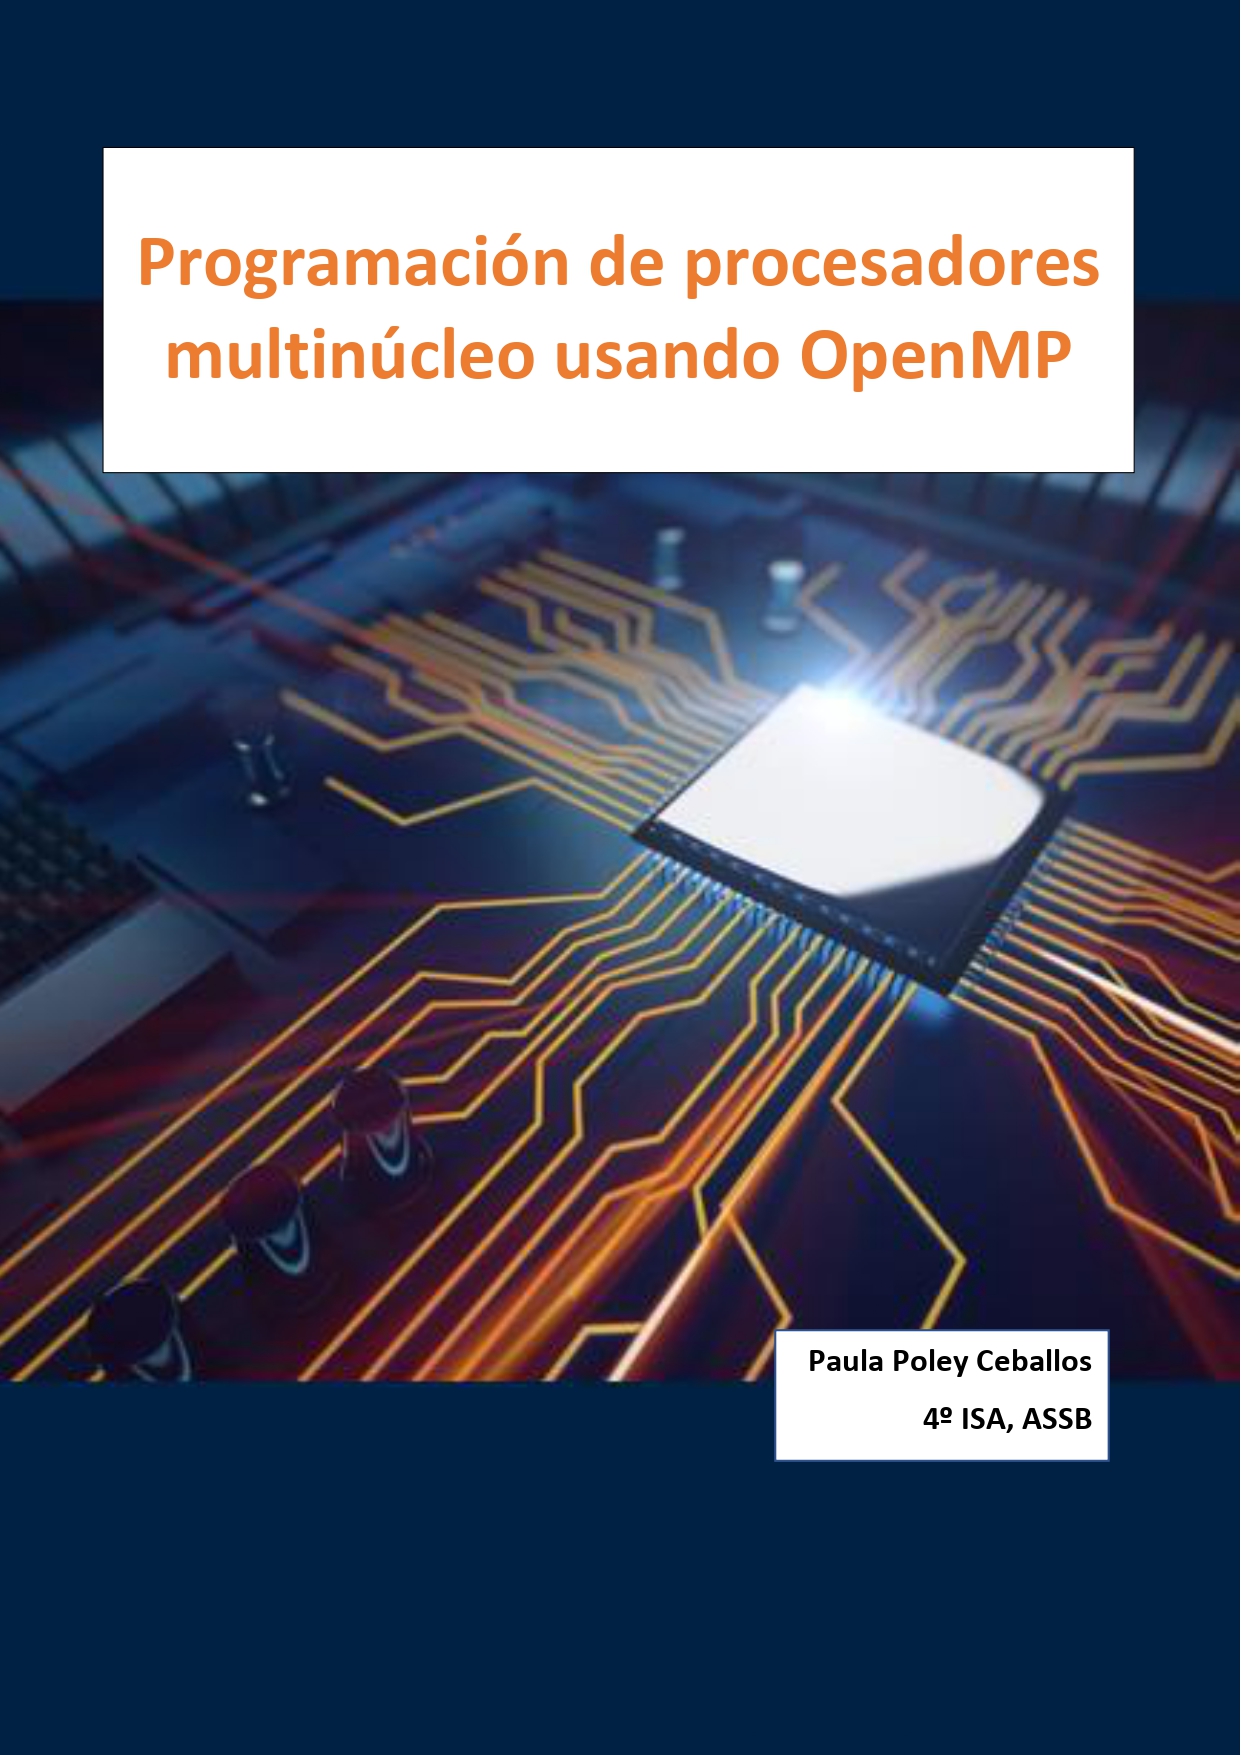 Programación de procesadores
multinúcleo usando OpenMP
Paula Poley Ceballos
4º ISA, ASSB